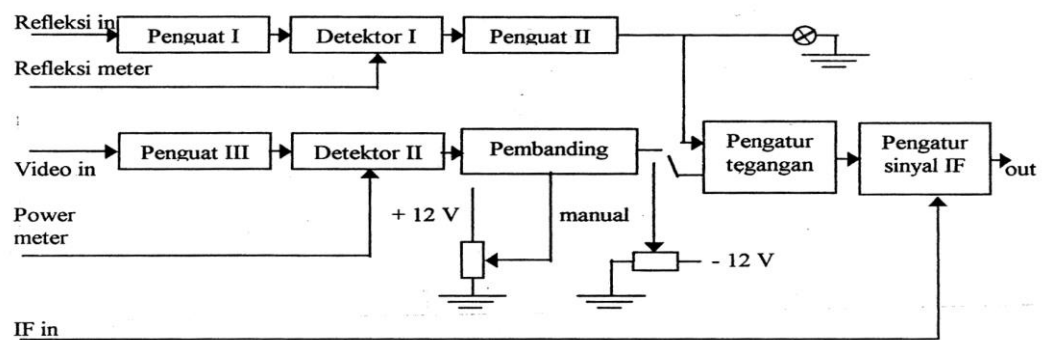 Refleksi in
Penguat I
Detektor I
Penguat II
Refleksi meter
Video in
Penguat III
Detektor II
Pembanding
Pengatur
tegangan
Pengatur
sinyal IF
out
Power
meter
+ 12 V
manual
- 12 V
IF in